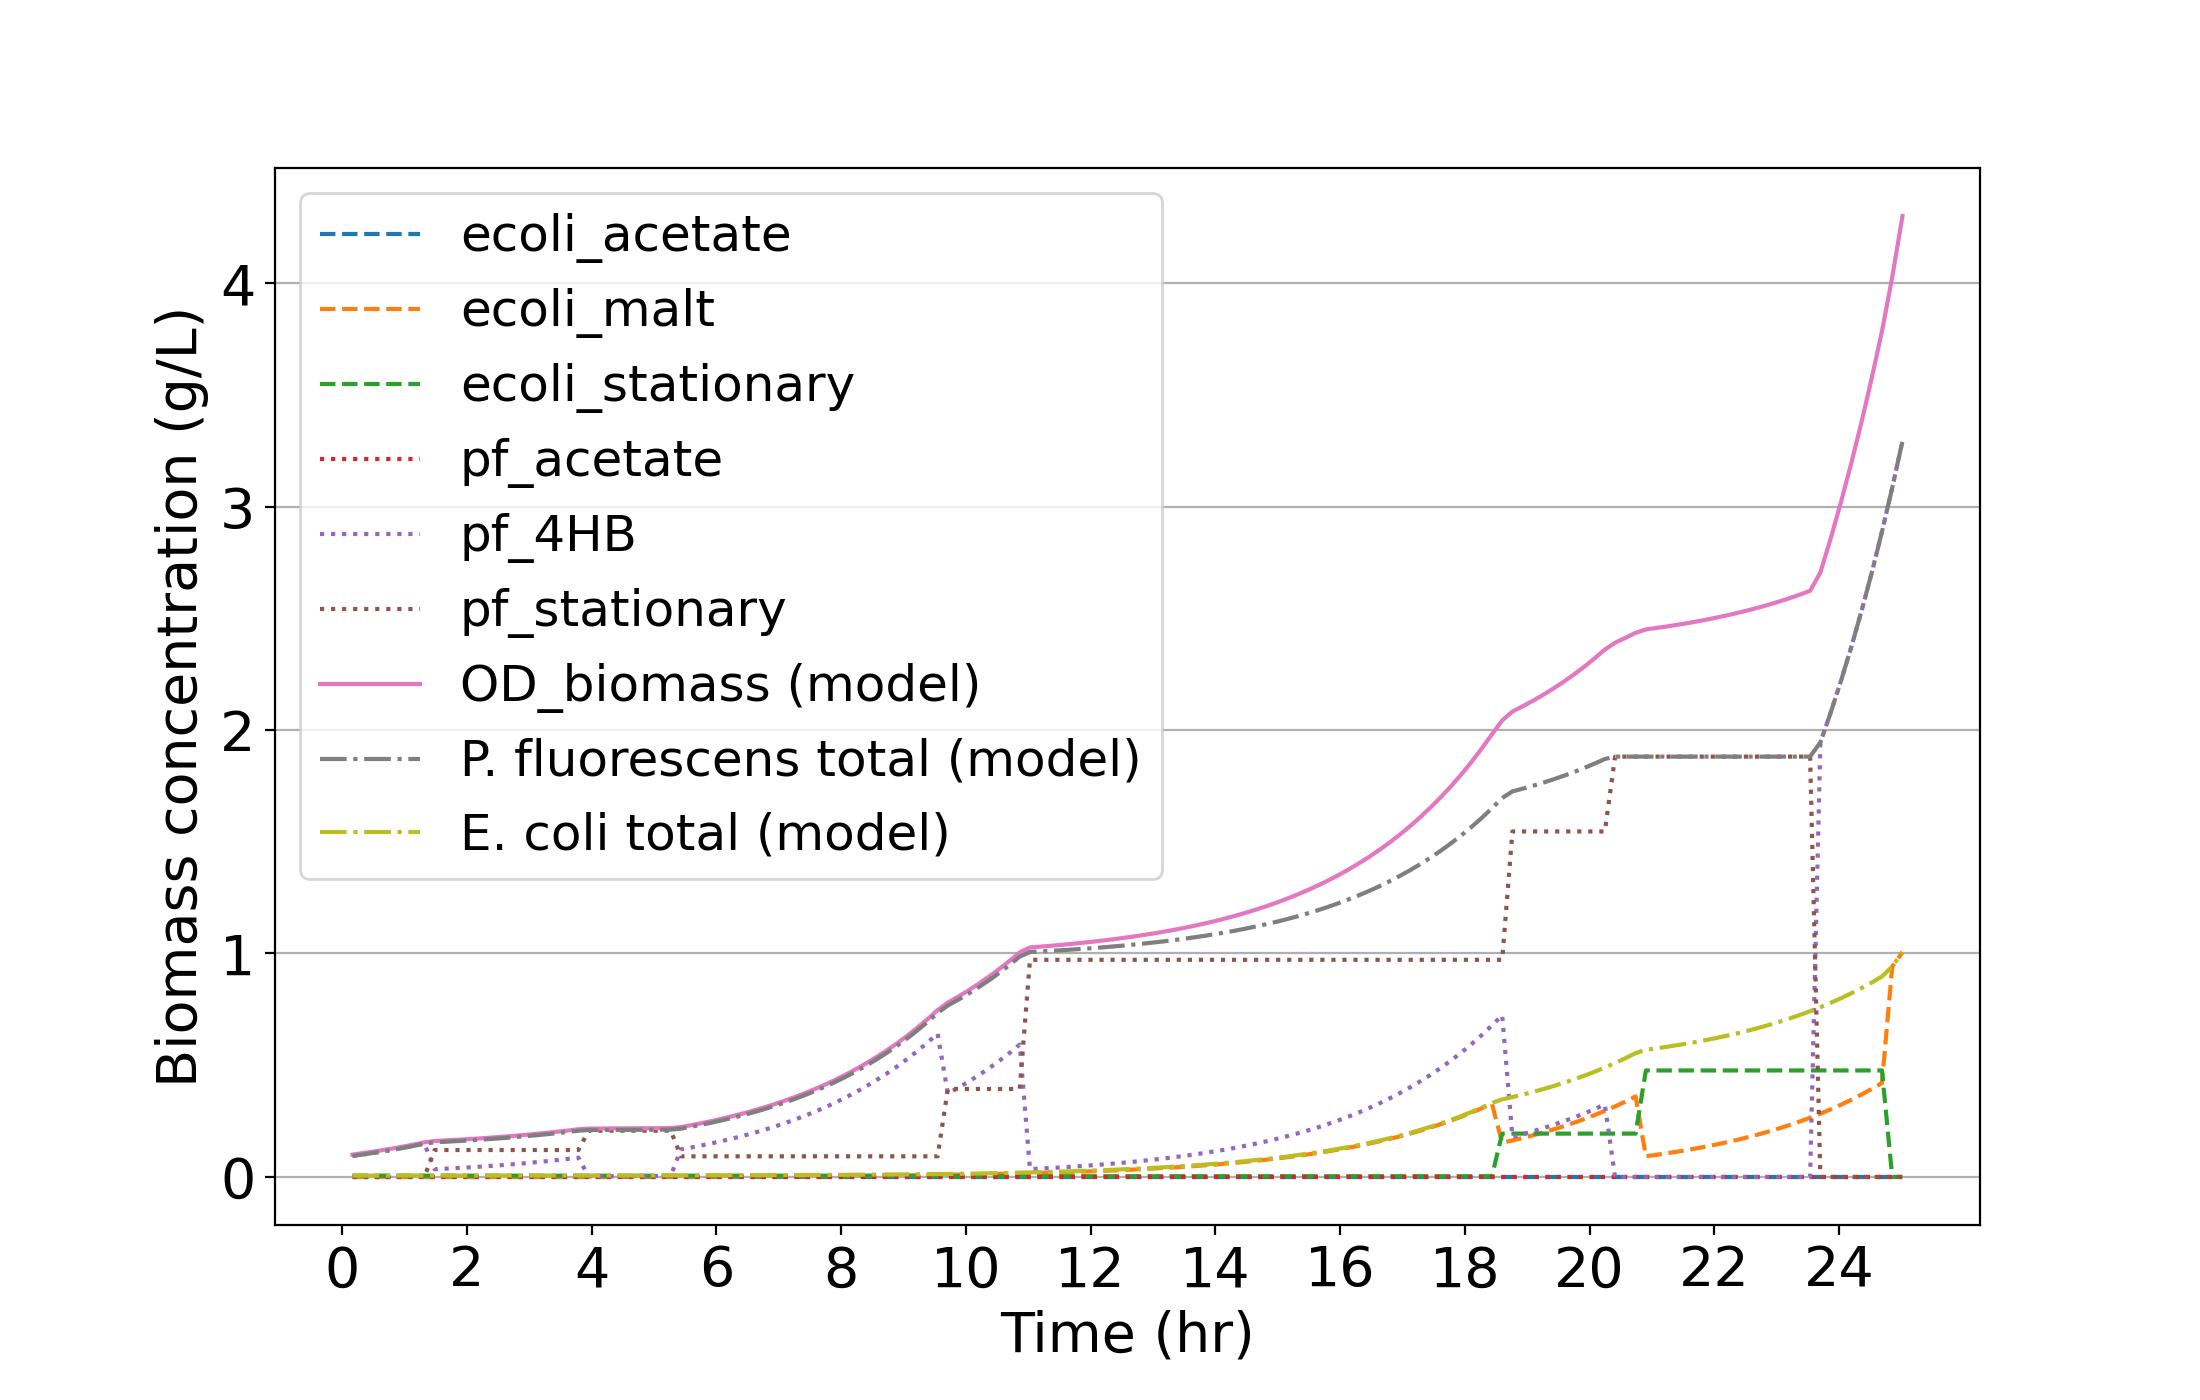 ecoli_acetate
ecoli_malt
ecoli_stationary
pf_acetate
pf_4HB
pf_stationary
OD_biomass (model)
P. fluorescens total (model)
E. coli total (model)
Biomass concentration (g/L)
4
3
2
1
0
0 2 4 6 8 10 12 14 16 18 20 22 24
Time (hr)